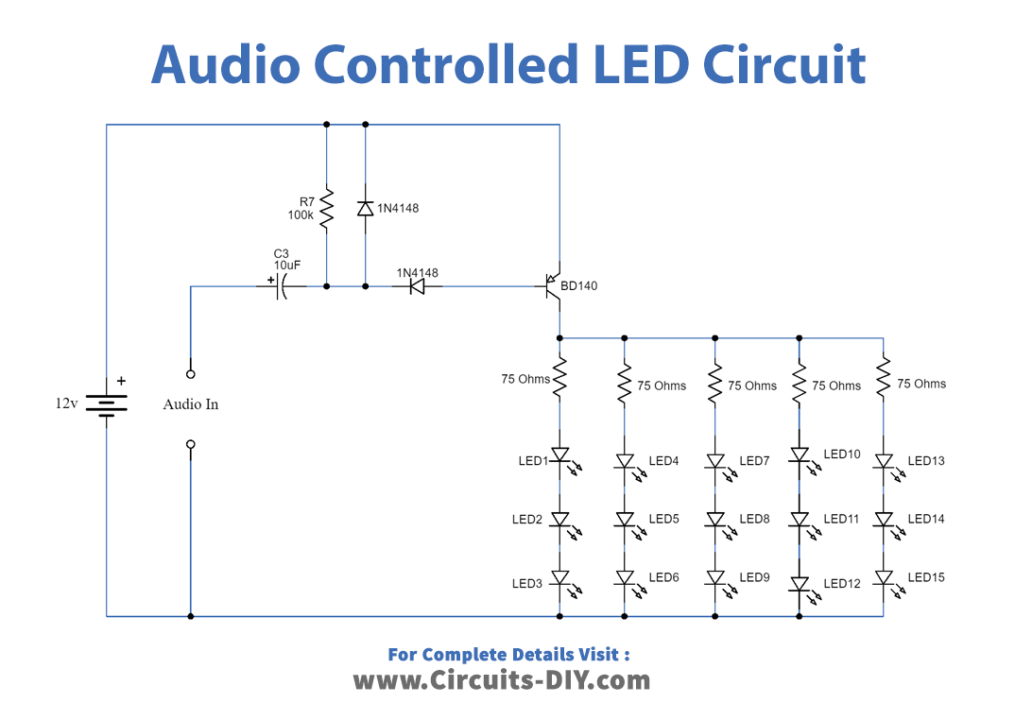 Audio Controlled LED Circuit
R7
100k
1N4148
C3
10uF
+
1N4148
BD140
+
12v
Audio In
75 Ohms
75 Ohms
75 Ohms
75 Ohms
75 Ohms
LED1
LED4
LED7
LED10
LED13
LED2
LED5
LED8
LED11
LED14
LED3
LED6
LED9
LED12
LED15
For Complete Details Visit :
www.Circuits-DIY.com